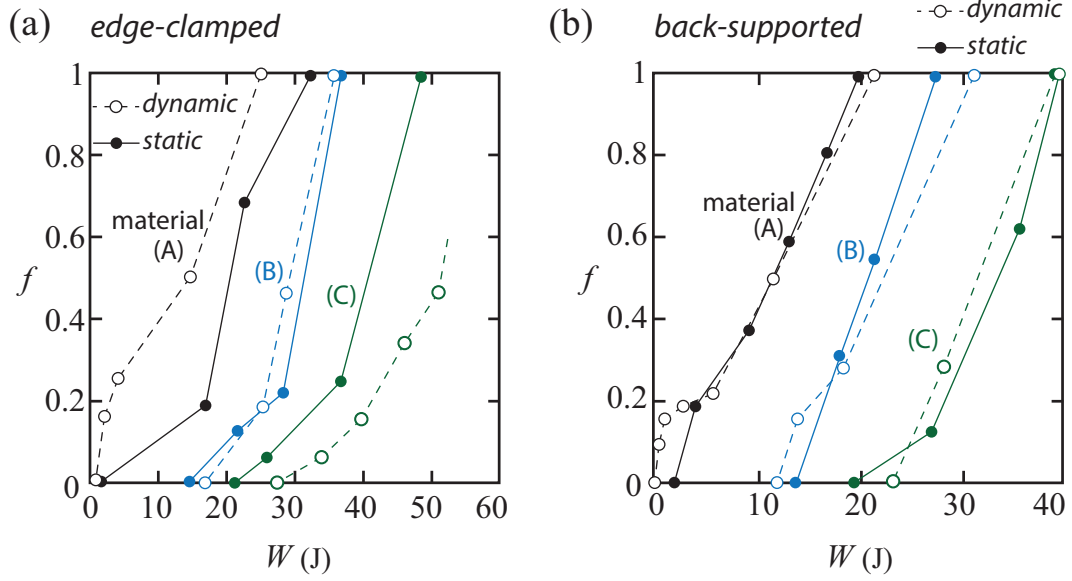 (a) edge-clamped
f
1
0.8
0.6
0.4
0.2
0
dynamic
static
material
(A)
(B)
(C)
0 10 20 30 40 50 60
W (J)
(b) back-supported
dynamic
static
f
1
0.8
0.6
0.4
0.2
0
material
(A)
(B)
(C)
0 10 20 30 40
W (J)